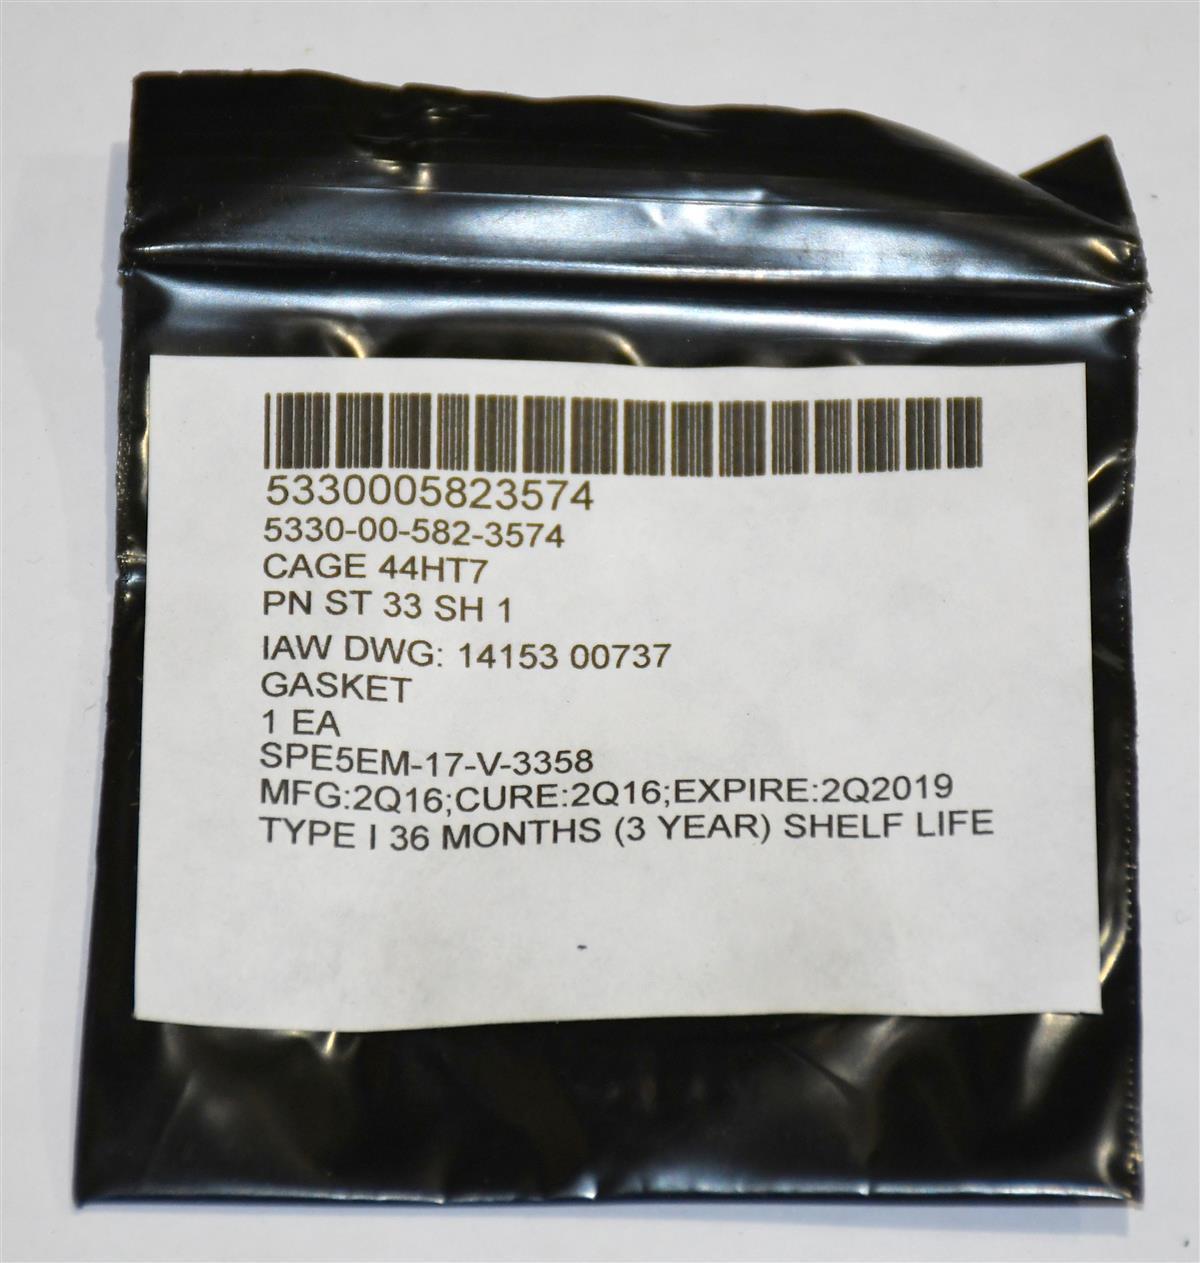 5330005823574
5330-00-582-3574
CAGE 44HT7
PN ST 33 SH 1
IAW DWG: 14153 00737
GASKET
1 EA
SPE5EM-17-V-3358
MFG:2Q16;CURE:2Q16;EXPIRE:2Q2019
TYPE I 36 MONTHS (3 YEAR) SHELF LIFE